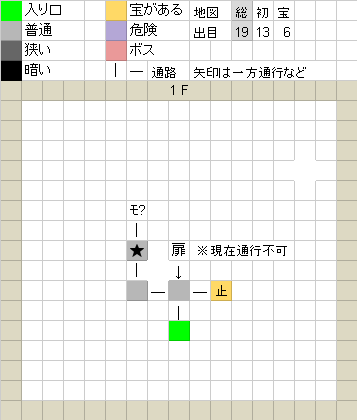 入り口 宝がある 地図 総 初 宝
普通 危険 出目 19 13 6
狭い ボス
暗い ｜ ― 通路 矢印は一方通行など
１Ｆ
モ?
★ 扉 ※現在通行不可
↓
止